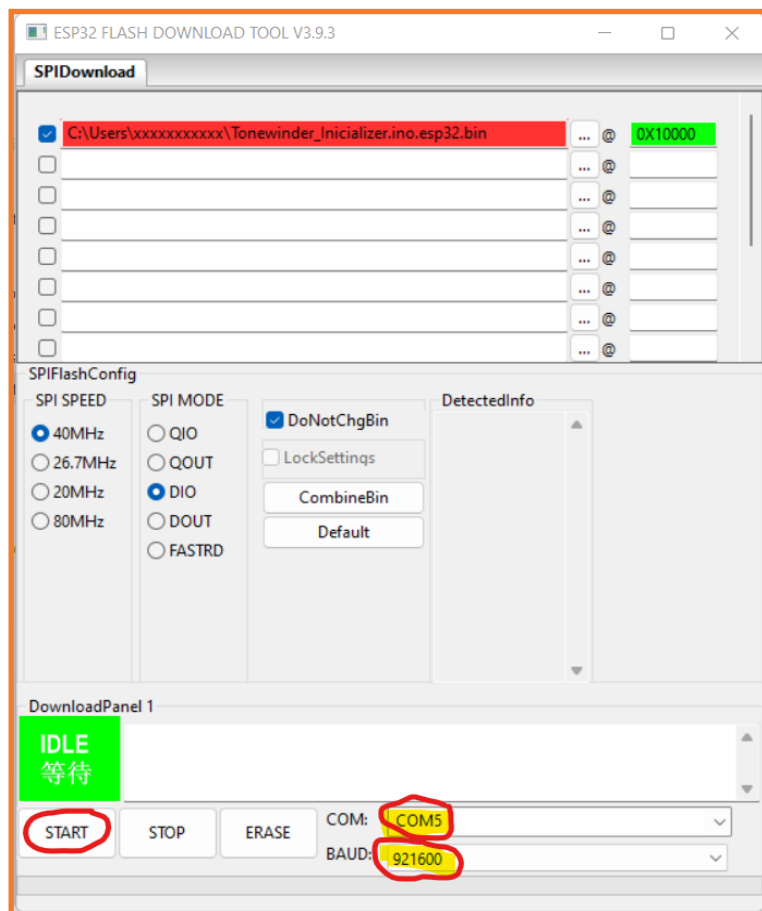 ESP32 FLASH DOWNLOAD TOOL V3.9.3
SPIDownload
C:\Users\xxxxxxxxxxx\Tonewinder_Inicializer.ino.esp32.bin ... @ 0X10000
... @
... @
... @
... @
... @
... @
... @
SPIFlashConfig
SPI SPEED
40MHz
26.7MHz
20MHz
80MHz
SPI MODE
QIO
QOUT
DIO
DOUT
FASTRD
DoNotChgBin
LockSettings
CombineBin
Default
DetectedInfo
DownloadPanel 1
IDLE
等待
START STOP ERASE
COM: COM5
BAUD: 921600